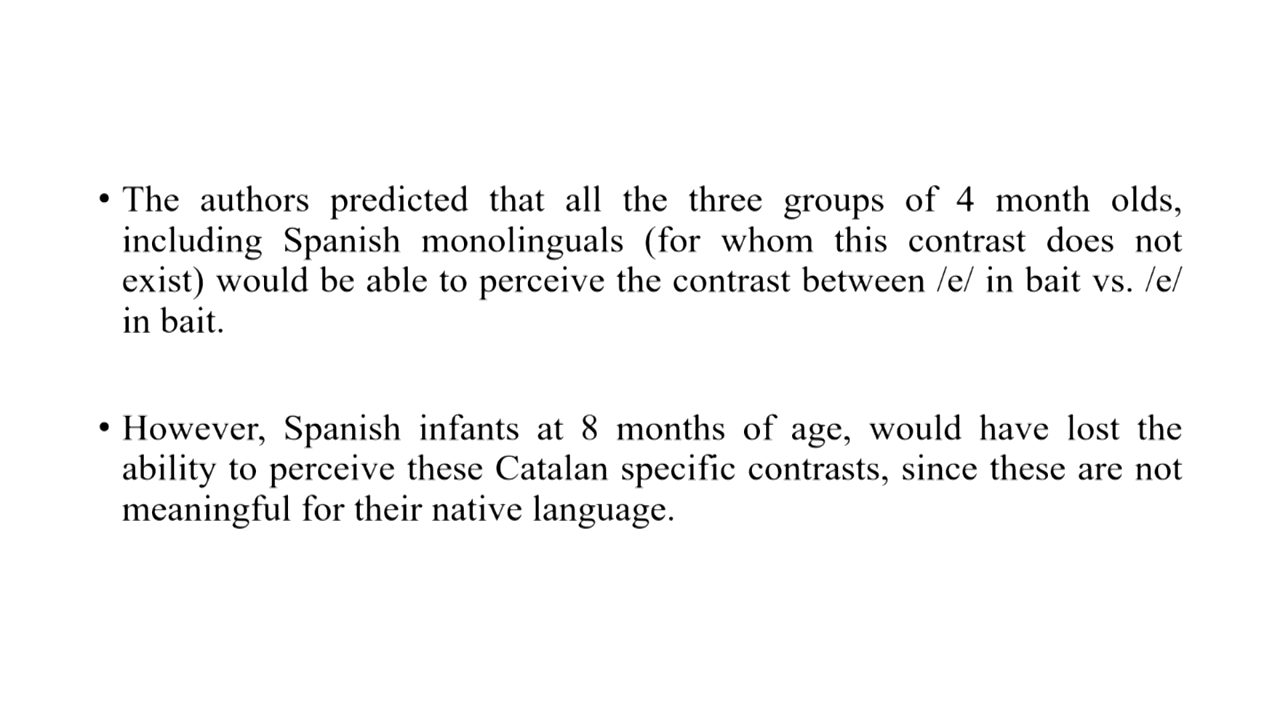 • The authors predicted that all the three groups of 4 month olds,
including Spanish monolinguals (for whom this contrast does not
exist) would be able to perceive the contrast between /e/ in bait vs. /e/
in bait.
• However, Spanish infants at 8 months of age, would have lost the
ability to perceive these Catalan specific contrasts, since these are not
meaningful for their native language.